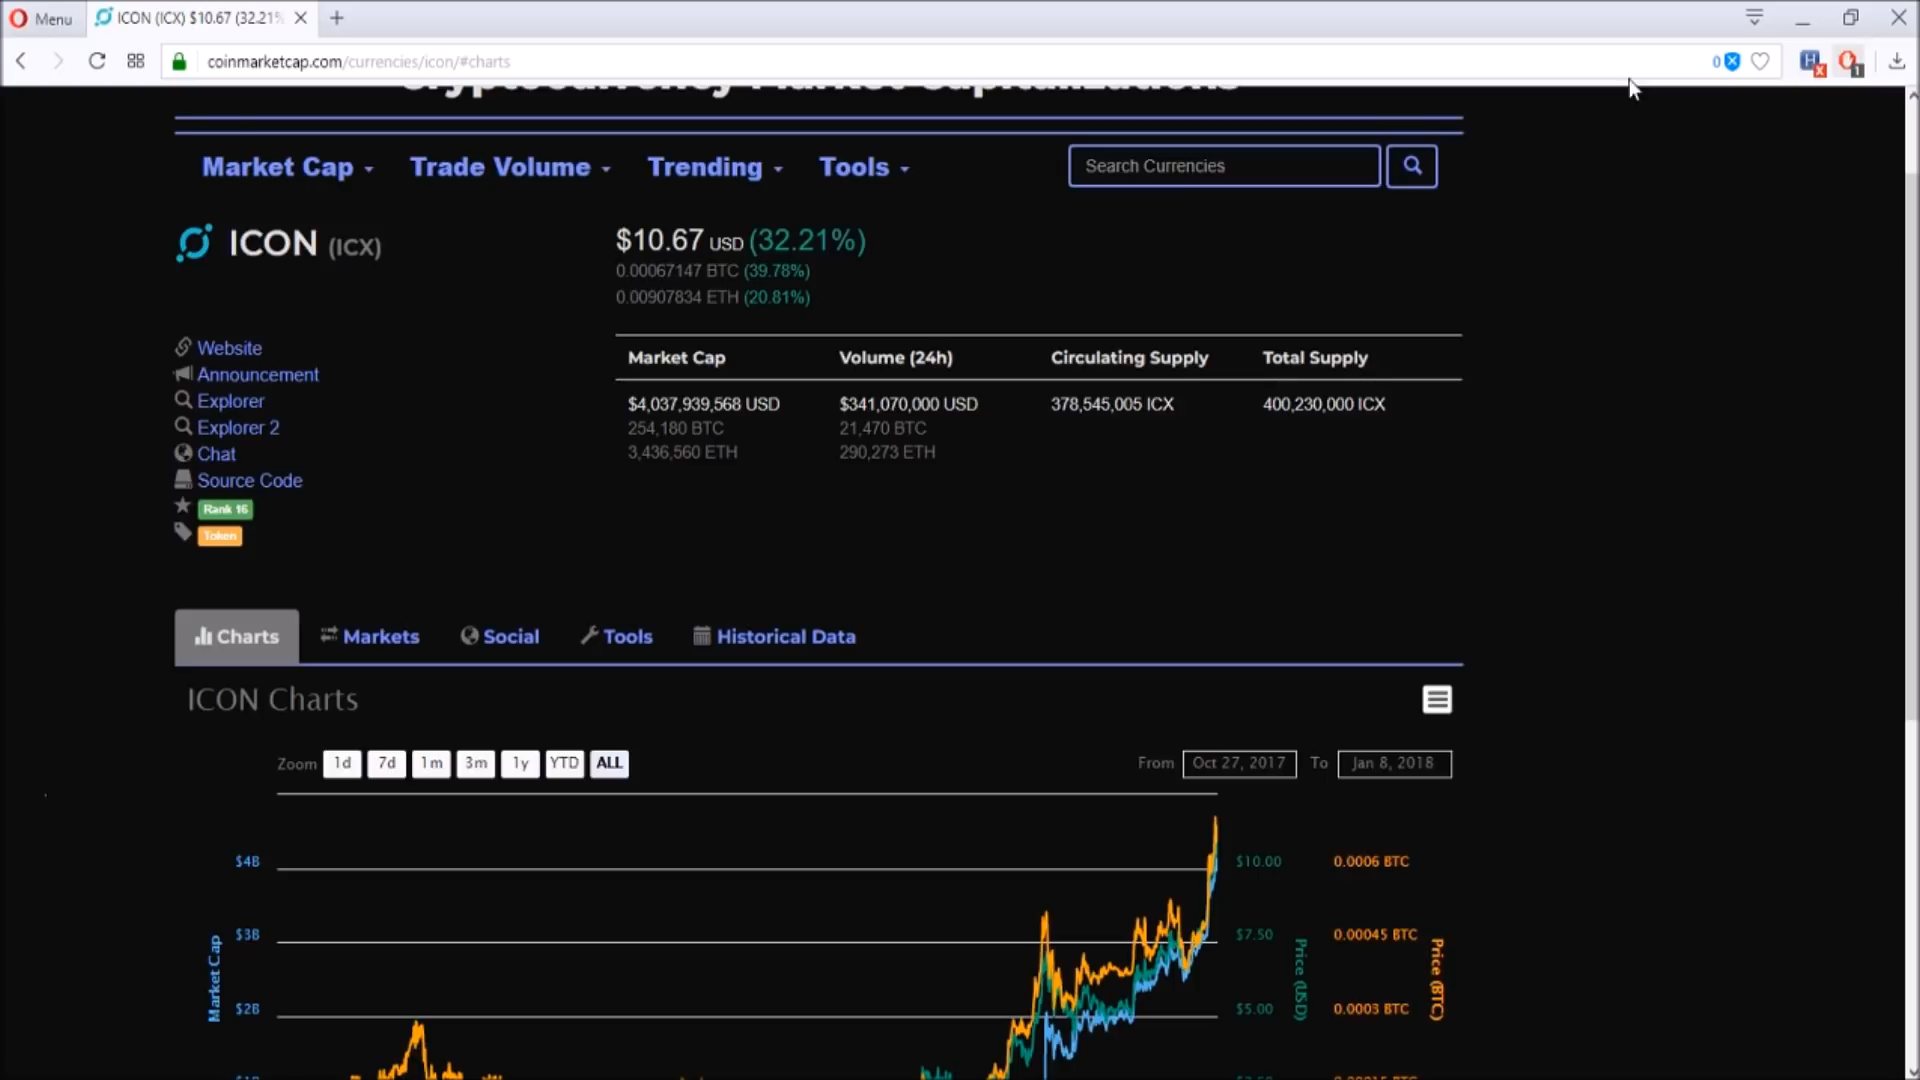 Menu
ICON (ICX) $10.67 (32.21%
coinmarketcap.com/currencies/icon/#charts
0
Cryptocurrency Market Capitalizations
Market Cap
Trade Volume
Trending
Tools
Search Currencies
ICON (ICX)
$10.67 USD (32.21%)
0.00067147 BTC (39.78%)
0.00907834 ETH (20.81%)
Website
Announcement
Explorer
Explorer 2
Chat
Source Code
Rank 16
Token
Market Cap Volume (24h) Circulating Supply Total Supply
$4,037,939,568 USD $341,070,000 USD 378,545,005 ICX 400,230,000 ICX
254,180 BTC 21,470 BTC
3,436,560 ETH 290,273 ETH
Charts
Markets
Social
Tools
Historical Data
ICON Charts
Zoom 1d 7d 1m 3m 1y YTD ALL
From Oct 27, 2017 To Jan 8, 2018
$4B $10.00 0.0006 BTC
$3B $7.50 0.00045 BTC
$2B $5.00 0.0003 BTC
Market Cap
Price (USD)
Price (BTC)